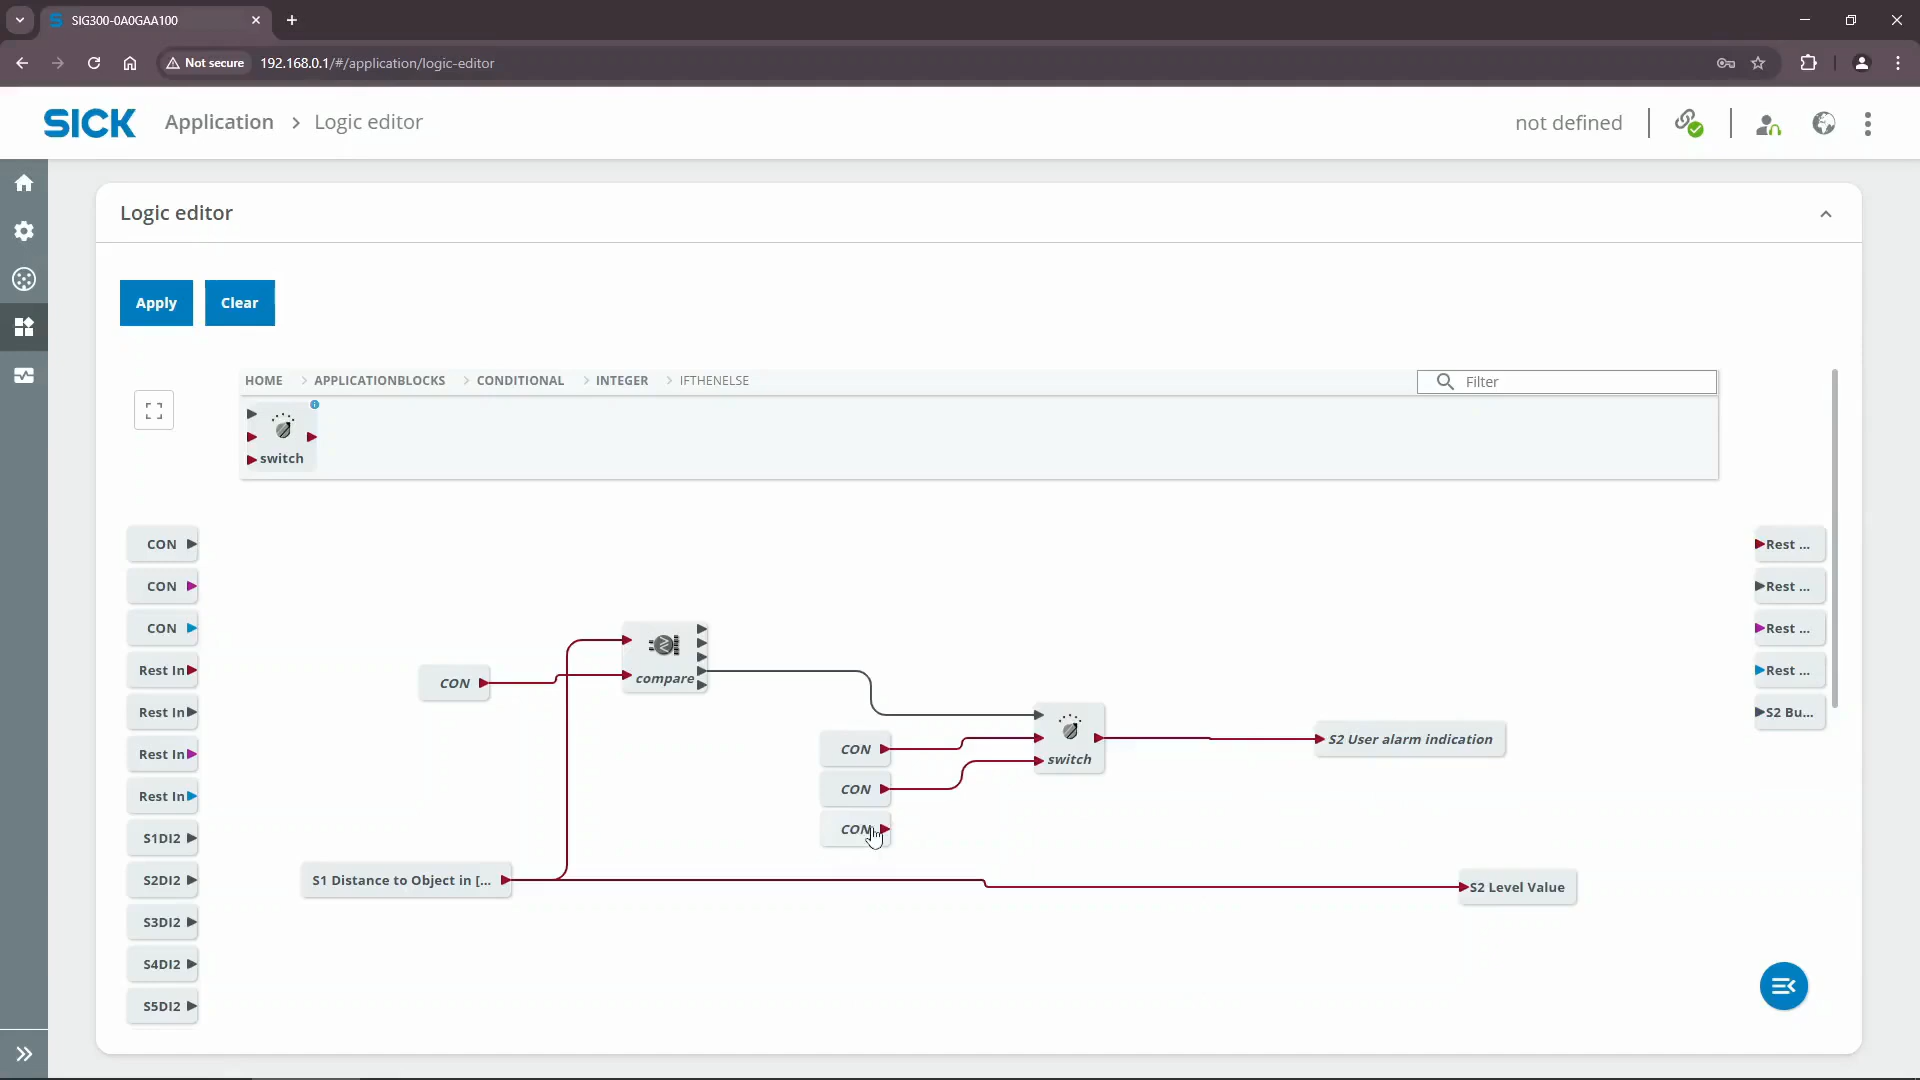 SIG300-0A0GAA100
Not secure
192.168.0.1/#/application/logic-editor
SICK
Application
Logic editor
not defined
Logic editor
Apply
Clear
HOME
APPLICATIONBLOCKS
CONDITIONAL
INTEGER
IFTHENELSE
Filter
switch
CON
CON
CON
Rest In
Rest In
Rest In
Rest In
S1DI2
S2DI2
S3DI2
S4DI2
S5DI2
CON
compare
CON
CON
CON
switch
S2 User alarm indication
S1 Distance to Object in [...
S2 Level Value
Rest ...
Rest ...
Rest ...
Rest ...
S2 Bu...